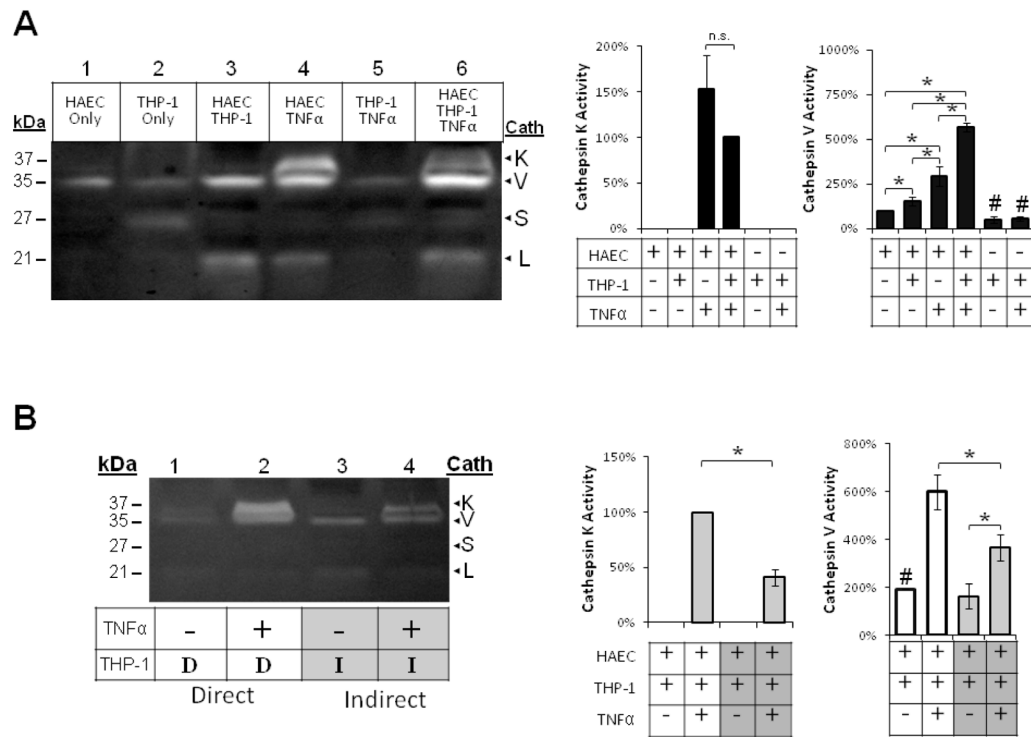 A
1 2 3 4 5 6
HAEC Only THP-1 Only HAEC THP-1 HAEC TNFα THP-1 TNFα HAEC THP-1 TNFα
kDa Cath
37 – ◄ K
35 – ◄ V
27 – ◄ S
21 – ◄ L
n.s.
Cathepsin K Activity
200%
150%
100%
50%
0%
HAEC + + + + - -
THP-1 - + - + + +
TNFα - - + + - +
Cathepsin V Activity
1000%
750%
500%
250%
0%
* * * * * * # #
+ + + + - -
- + - + + +
- - + + - +
B
kDa 1 2 3 4 Cath
37 – ◄K
35 – ◄V
27 – ◄S
21 – ◄L
TNFα - + - +
THP-1 D D I I
Direct Indirect
Cathepsin K Activity
150%
100%
50%
0%
*
HAEC + + + +
THP-1 + + + +
TNFα - + - +
Cathepsin V Activity
800%
600%
400%
200%
0%
# * *
+ + + +
+ + + +
- + - +